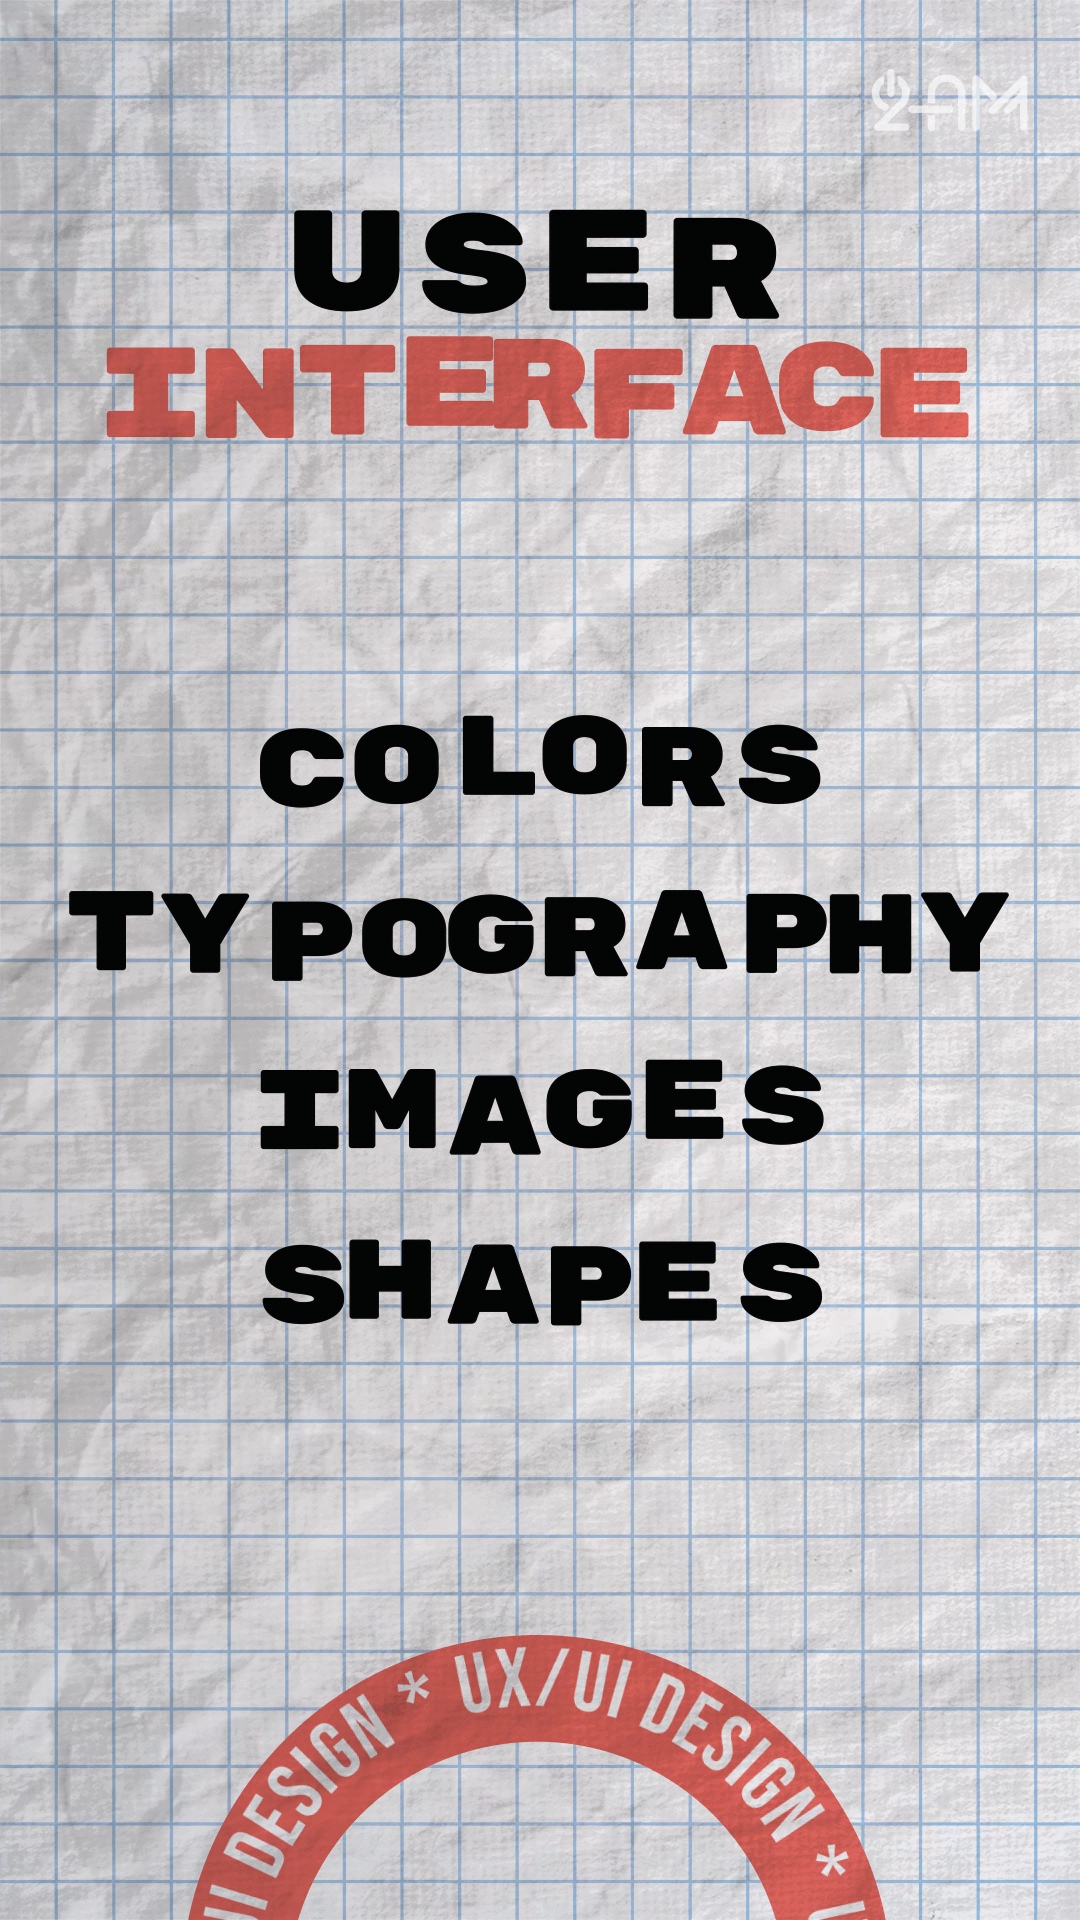 2AM
USER
INTERFACE
COLORS
TYPOGRAPHY
IMAGES
SHAPES
UI DESIGN * UX/UI DESIGN * U